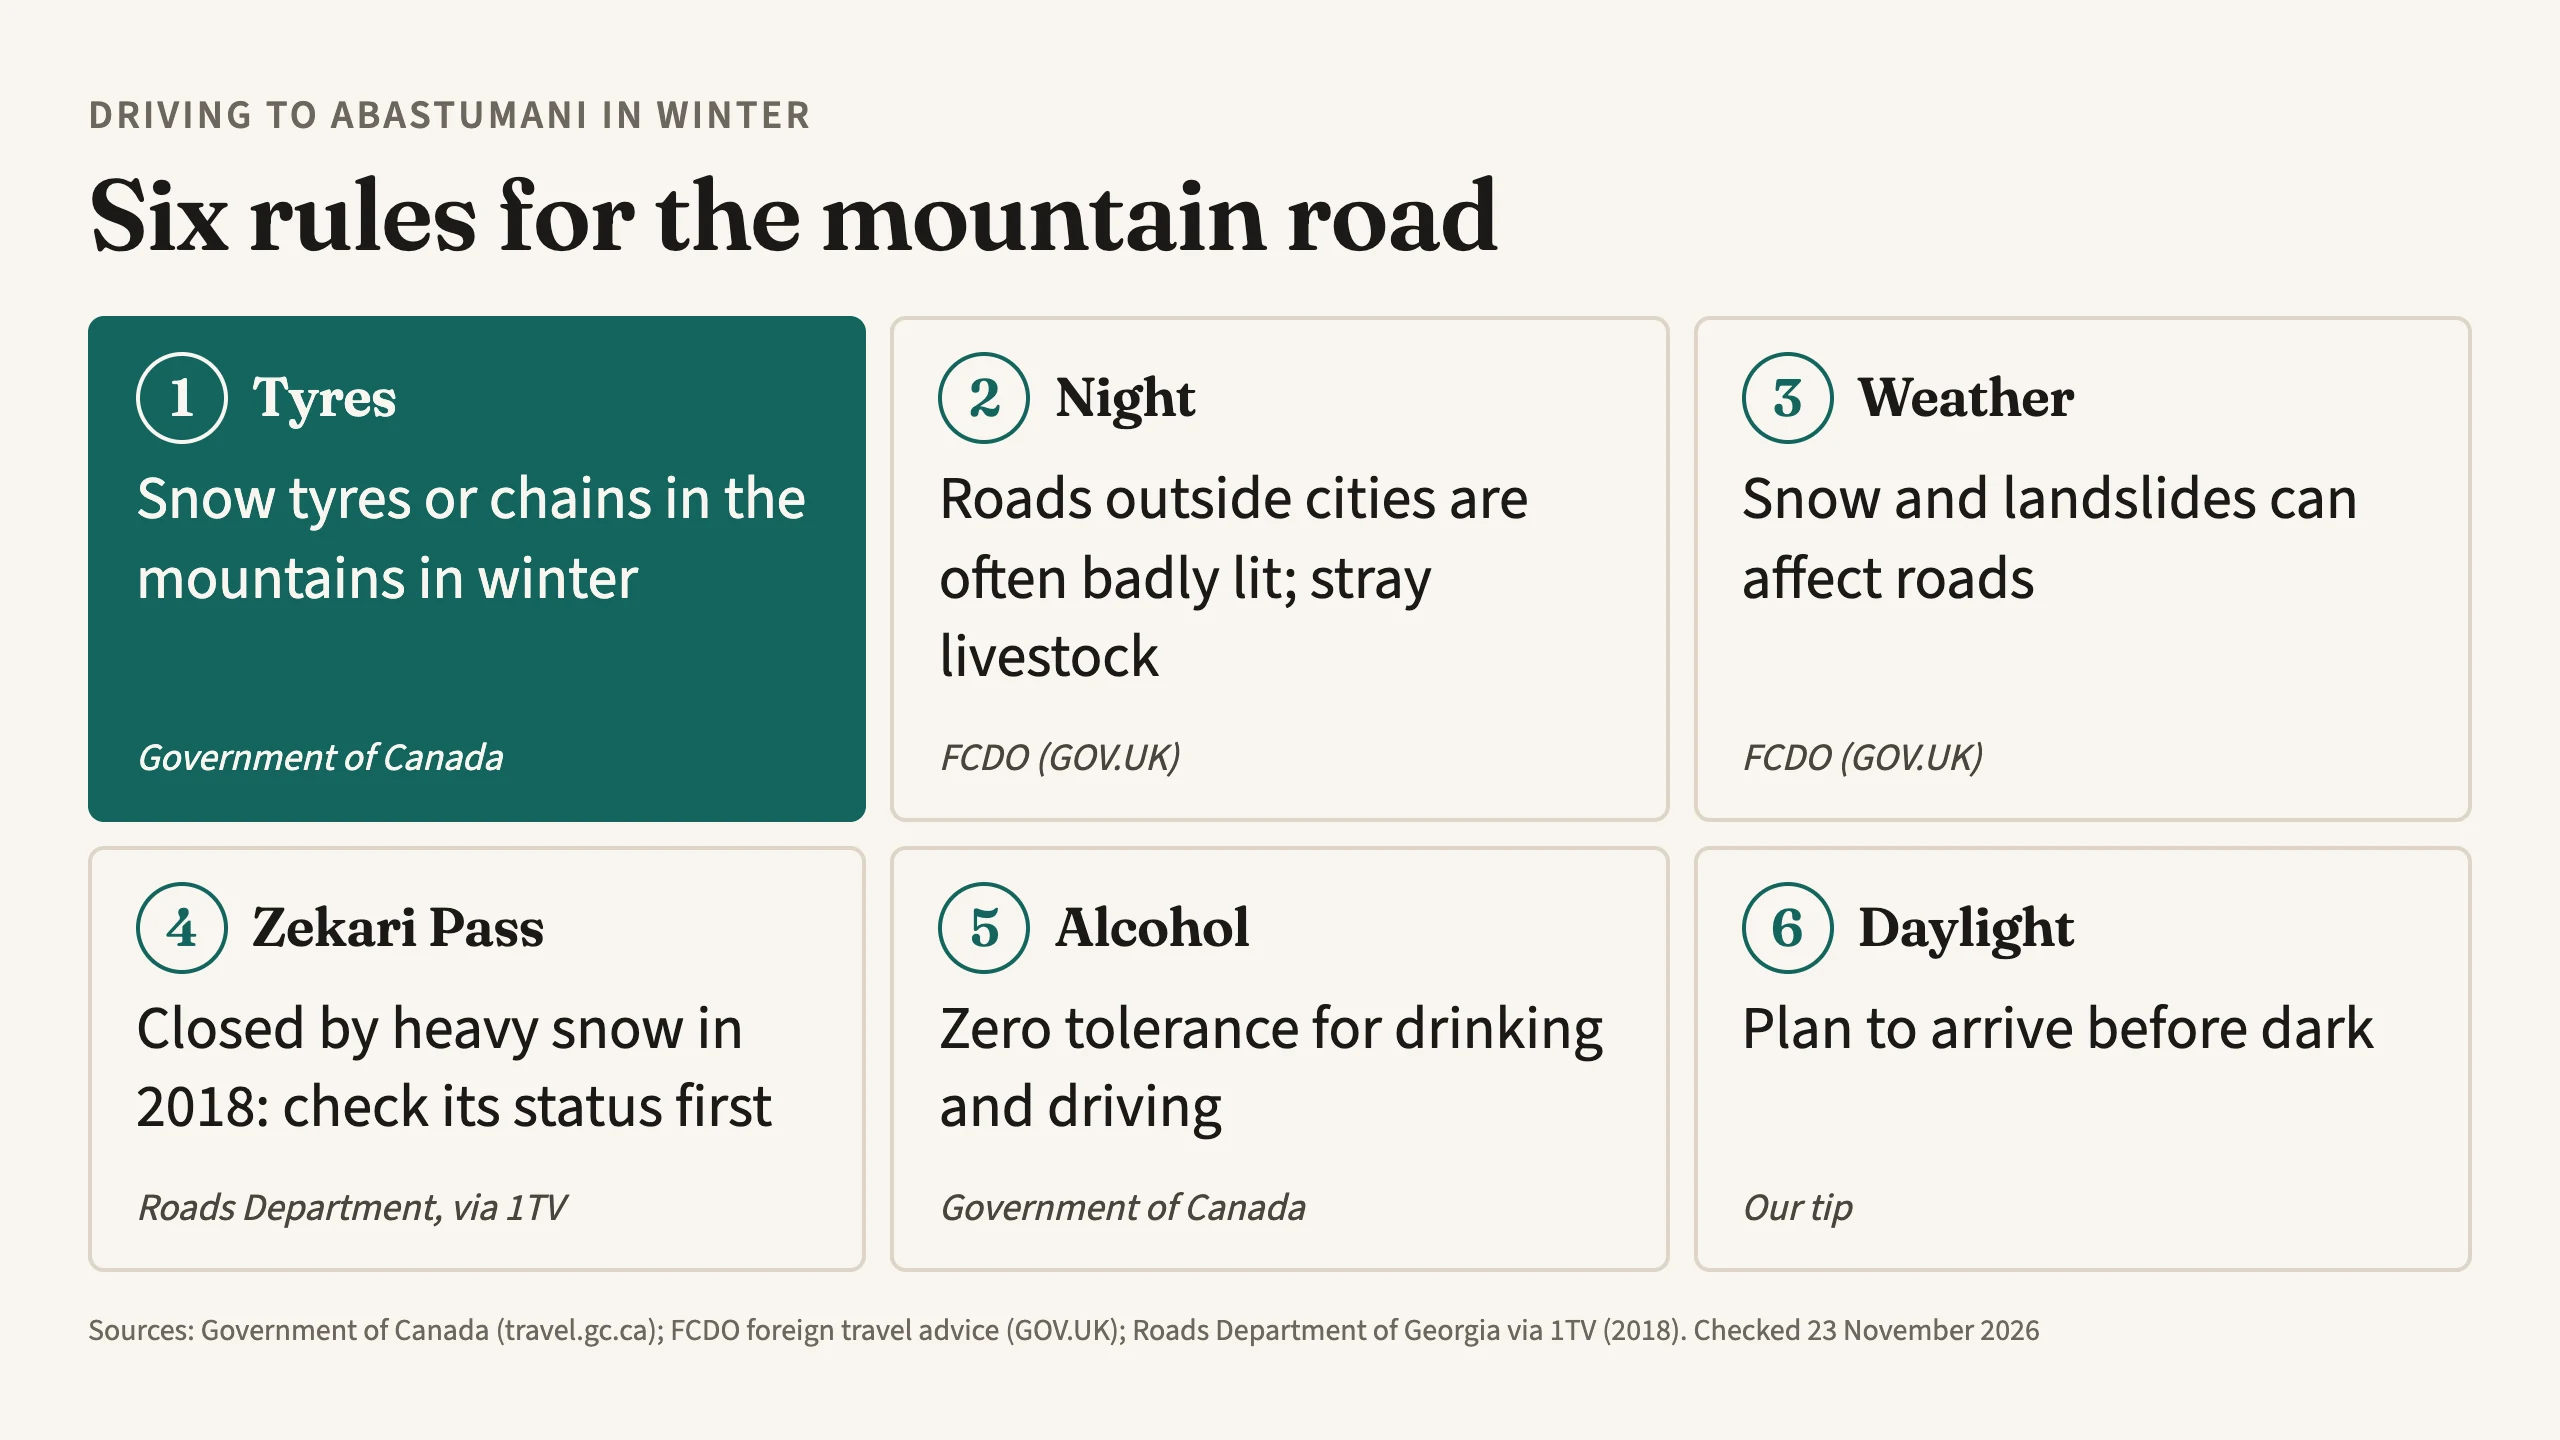 DRIVING TO ABASTUMANI IN WINTER
Six rules for the mountain road
1 Tyres
Snow tyres or chains in the
mountains in winter
Government of Canada
2 Night
Roads outside cities are
often badly lit; stray
livestock
FCDO (GOV.UK)
3 Weather
Snow and landslides can
affect roads
FCDO (GOV.UK)
4 Zekari Pass
Closed by heavy snow in
2018: check its status first
Roads Department, via 1TV
5 Alcohol
Zero tolerance for drinking
and driving
Government of Canada
6 Daylight
Plan to arrive before dark
Our tip
Sources: Government of Canada (travel.gc.ca); FCDO foreign travel advice (GOV.UK); Roads Department of Georgia via 1TV (2018). Checked 23 November 2026